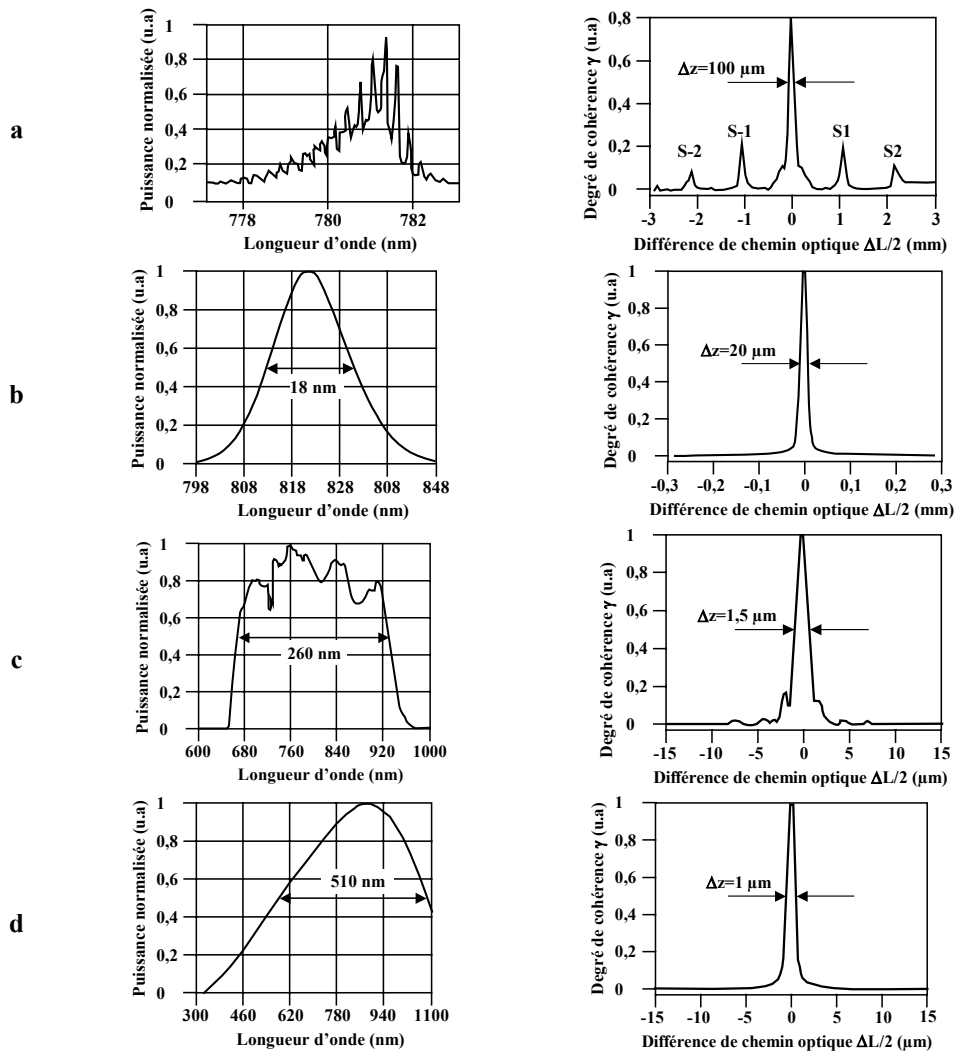 a
Puissance normalisée (u.a)
1
0,8
0,6
0,4
0,2
0
778 780 782
Longueur d'onde (nm)
Degré de cohérence γ (u.a)
0,8
0,6
0,4
0,2
0
Δz=100 µm
S-2 S-1 S1 S2
-3 -2 -1 0 1 2 3
Différence de chemin optique ΔL/2 (mm)
b
Puissance normalisée (u.a)
1
0,8
0,6
0,4
0,2
0
18 nm
798 808 818 828 808 848
Longueur d'onde (nm)
Degré de cohérence γ (u.a)
1
0,8
0,6
0,4
0,2
0
Δz=20 µm
-0,3 -0,2 -0,1 0 0,1 0,2 0,3
Différence de chemin optique ΔL/2 (mm)
c
Puissance normalisée (u.a)
1
0,8
0,6
0,4
0,2
0
260 nm
600 680 760 840 920 1000
Longueur d'onde (nm)
Degré de cohérence γ (u.a)
1
0,8
0,6
0,4
0,2
0
Δz=1,5 µm
-15 -10 -5 0 5 10 15
Différence de chemin optique ΔL/2 (µm)
d
Puissance normalisée (u.a)
1
0,8
0,6
0,4
0,2
0
510 nm
300 460 620 780 940 1100
Longueur d'onde (nm)
Degré de cohérence γ (u.a)
1
0,8
0,6
0,4
0,2
0
Δz=1 µm
-15 -10 -5 0 5 10 15
Différence de chemin optique ΔL/2 (µm)